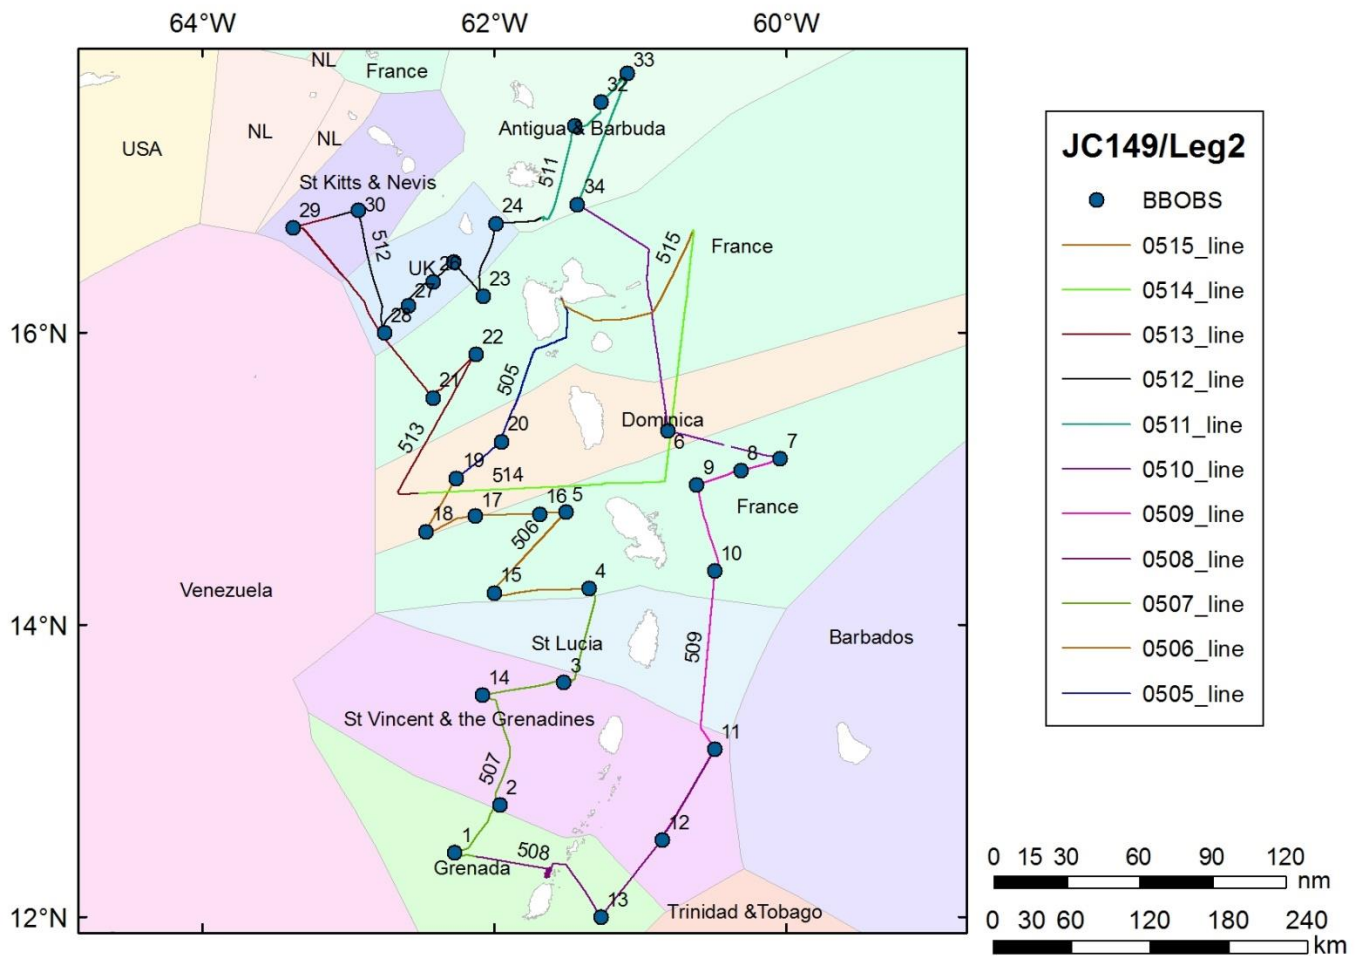 64°W 62°W 60°W
NL
France
33
32
USA
NL
NL
Antigua & Barbuda
St Kitts & Nevis
511
29
30
24
34
512
515
France
UK
26
23
27
28
16°N
22
21
505
513
20
Dominica
6
7
8
9
19
514
France
18
17
16
5
506
10
15
4
Venezuela
14°N
St Lucia
509
Barbados
3
14
St Vincent & the Grenadines
11
507
2
12
1
508
Grenada
13
12°N
Trinidad &Tobago
JC149/Leg2
BBOBS
0515_line
0514_line
0513_line
0512_line
0511_line
0510_line
0509_line
0508_line
0507_line
0506_line
0505_line
0 15 30 60 90 120
nm
0 30 60 120 180 240
km